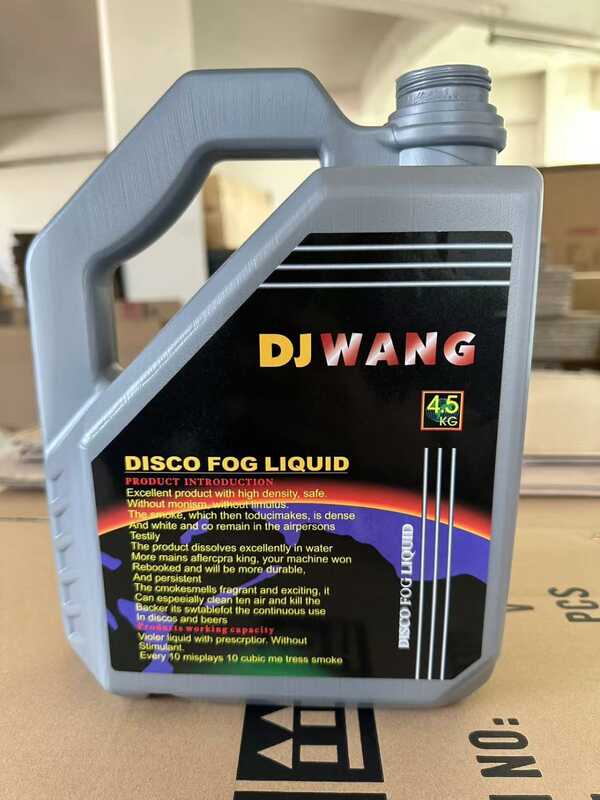 DJ WANG
4.5
KG
DISCO FOG LIQUID
PRODUCT INTRODUCTION
Excellent product with high density, safe.
Without monism, without limulus.
The smoke, which then toducimakes, is dense
And white and co remain in the airpersons
Testily
The product dissolves excellently in water
More mains aflercpra king, your machine won
Rebooked and will be more durable,
And persistent
The cmokesmells fragrant and exciting, it
Can espeeially clean ten air and kill the
Backer its swtablefot the continuous use
In discos and beers
Products working capacity
Violer liquid with prescrptior. Without
Stimulant.
Every 10 misplays 10 cubic me tress smoke
DISCO FOG LIQUID
PCS
NO: